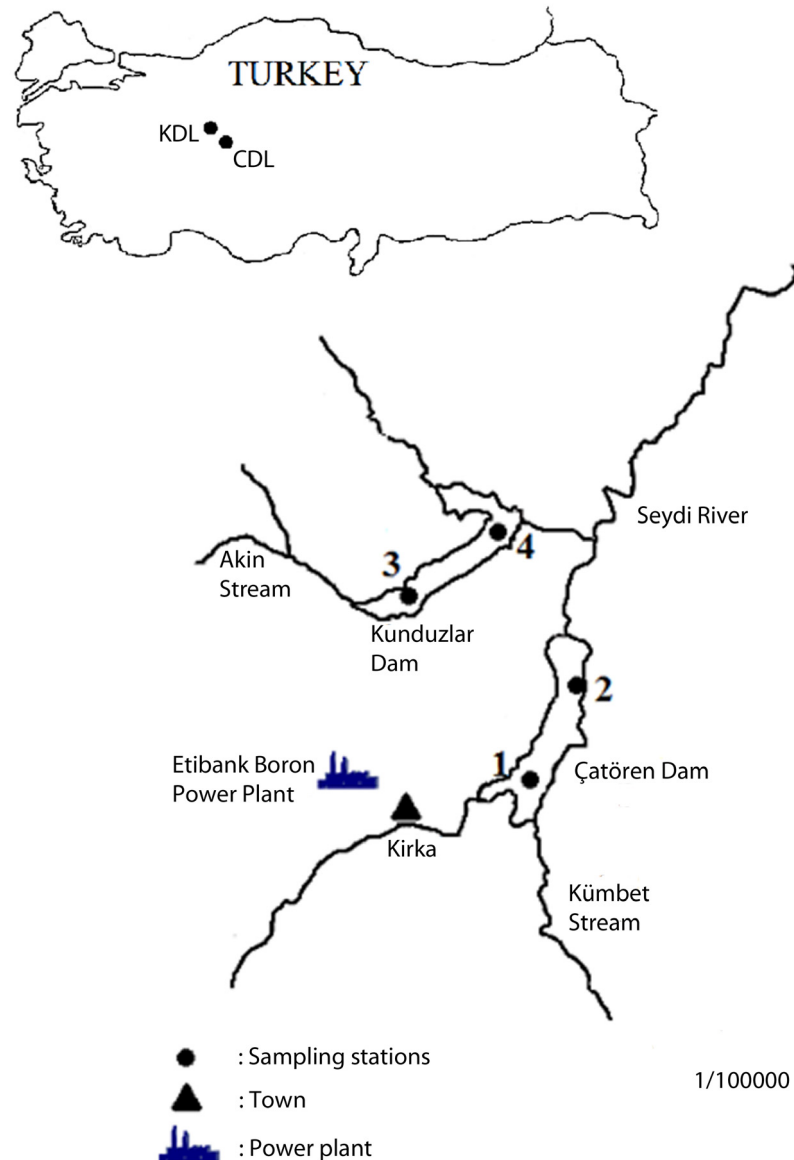 TURKEY
KDL
CDL
Seydi River
4
Akin
Stream
3
Kunduzlar
Dam
2
Etibank Boron
Power Plant
1
Çatören Dam
Kirka
Kümbet
Stream
: Sampling stations
1/100000
: Town
: Power plant